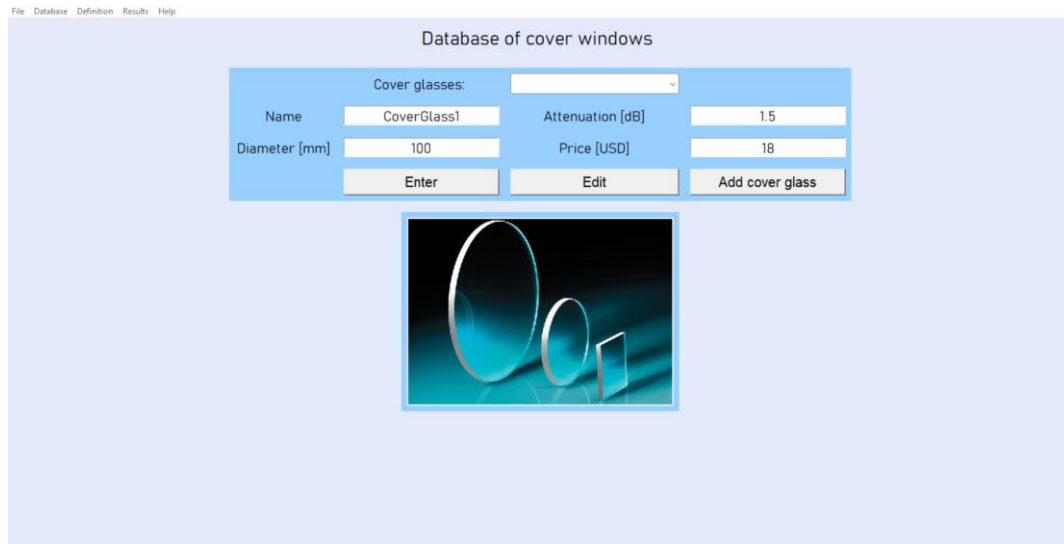 File Database Definition Results Help
Database of cover windows
Cover glasses:
Name CoverGlass1 Attenuation [dB] 1.5
Diameter [mm] 100 Price [USD] 18
Enter Edit Add cover glass